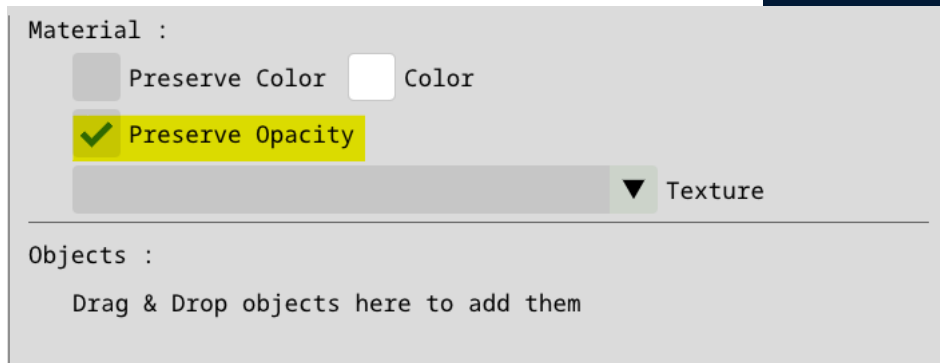 Material :
Preserve Color Color
Preserve Opacity
Texture
Objects :
Drag & Drop objects here to add them